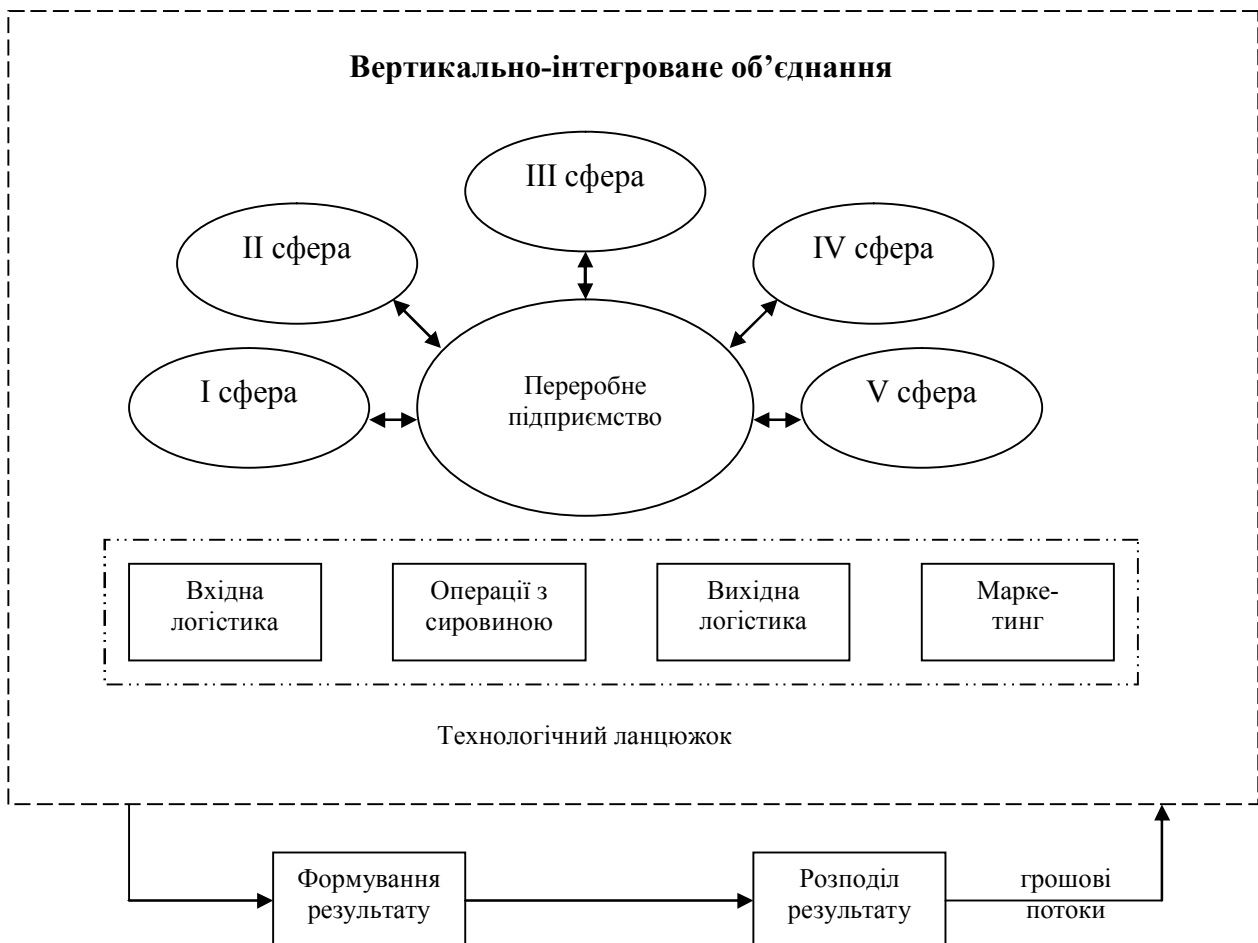 Вертикально-інтегроване об’єднання
III сфера
II сфера
IV сфера
I сфера
Переробне
підприємство
V сфера
Вхідна
логістика
Операції з
сировиною
Вихідна
логістика
Марке-
тинг
Технологічний ланцюжок
Формування
результату
Розподіл
результату
грошові
потоки